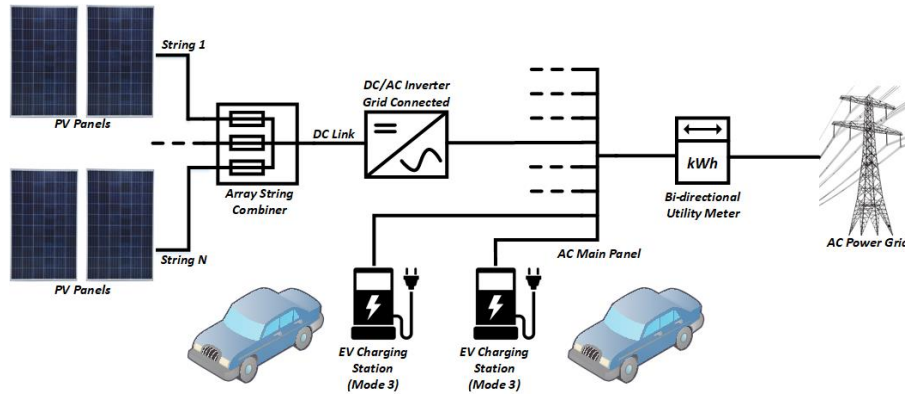 String 1
PV Panels
DC/AC Inverter
Grid Connected
DC Link
Array String
Combiner
kWh
Bi-directional
Utility Meter
AC Power Grid
String N
PV Panels
AC Main Panel
EV Charging
Station
(Mode 3)
EV Charging
Station
(Mode 3)